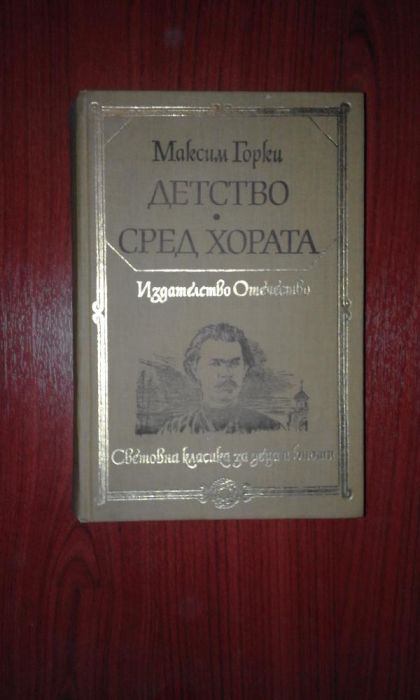 Максим Горки
ДЕТСТВО
•
СРЕД ХОРАТА
Издателство Отечество
Световна класика за деца и юноши